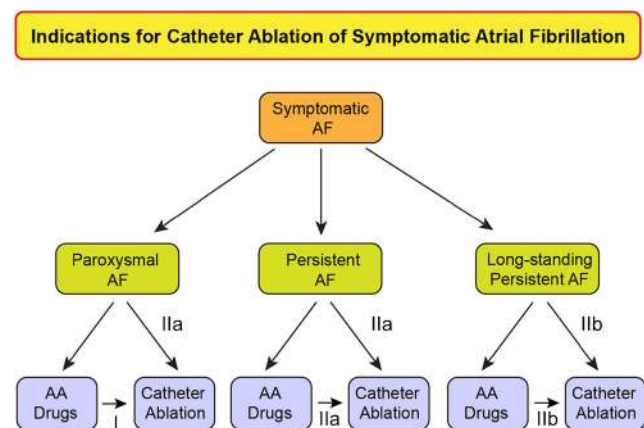 Indications for Catheter Ablation of Symptomatic Atrial Fibrillation
Symptomatic
AF
Paroxysmal
AF
Persistent
AF
Long-standing
Persistent AF
IIa
IIa
IIb
AA
Drugs
I
Catheter
Ablation
AA
Drugs
IIa
Catheter
Ablation
AA
Drugs
IIb
Catheter
Ablation